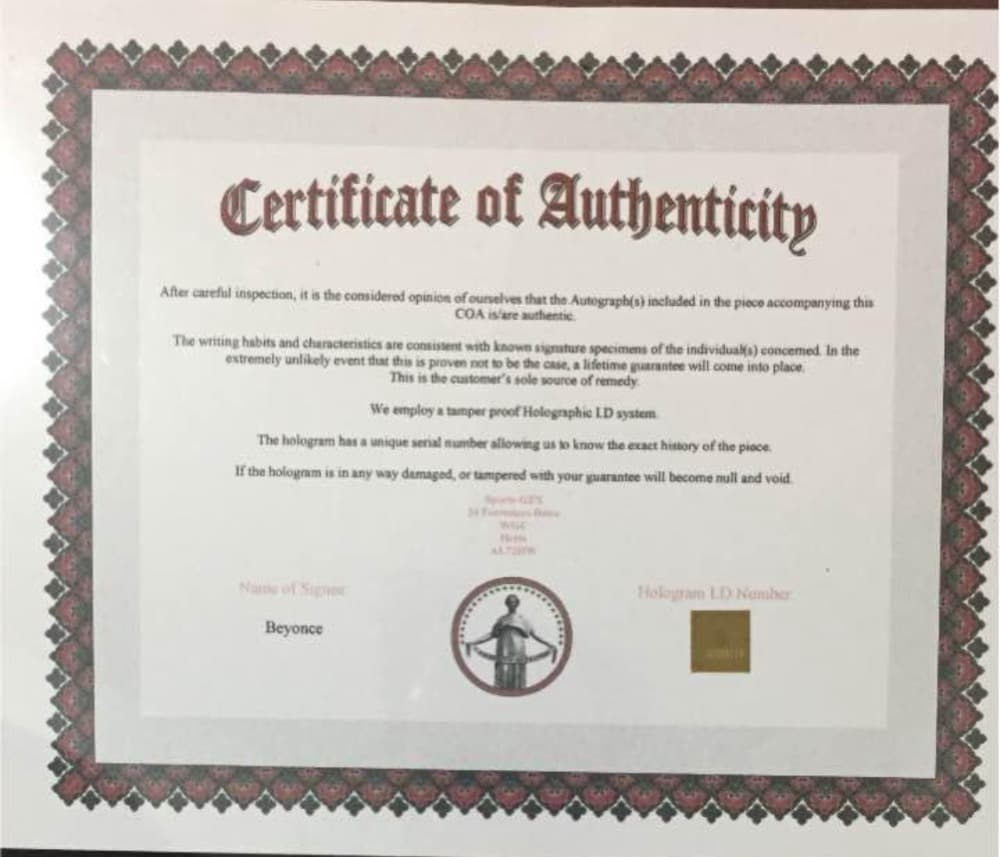 Certificate of Authenticity
After careful inspection, it is the considered opinion of ourselves that the Autograph(s) included in the piece accompanying this
COA is/are authentic.
The writing habits and characteristics are consistent with known signature specimens of the individual(s) concerned. In the
extremely unlikely event that this is proven not to be the case, a lifetime guarantee will come into place.
This is the customer's sole source of remedy.
We employ a tamper proof Holographic I.D system.
The hologram has a unique serial number allowing us to know the exact history of the piece.
If the hologram is in any way damaged, or tampered with your guarantee will become null and void.
WGC
Herts
Name of Signer
Hologram I.D Number
Beyonce